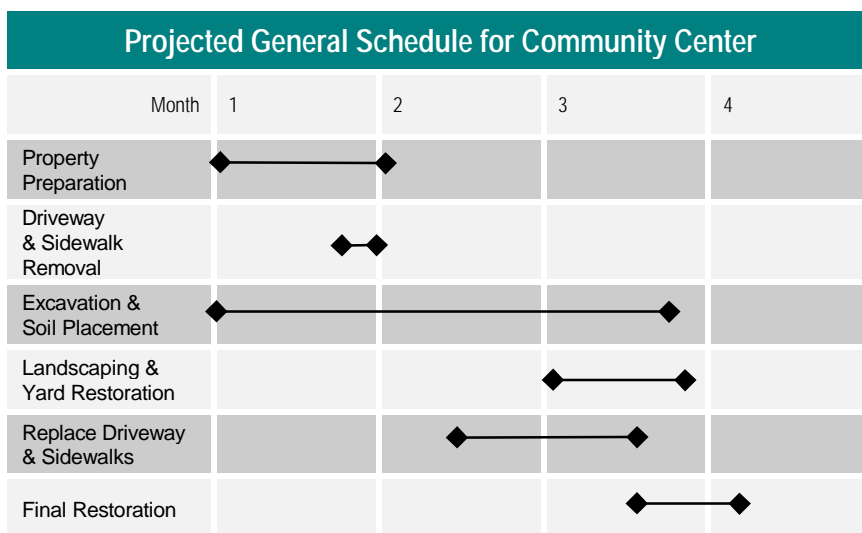 Projected General Schedule for Community Center
Month 1 2 3 4
Property
Preparation
Driveway
& Sidewalk
Removal
Excavation &
Soil Placement
Landscaping &
Yard Restoration
Replace Driveway
& Sidewalks
Final Restoration